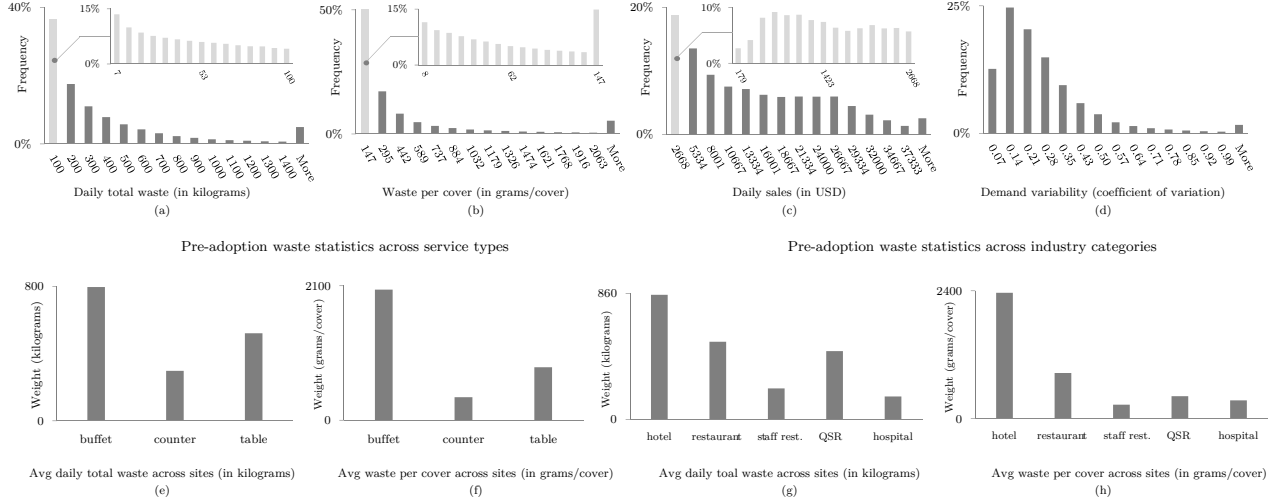 40%
20%
0%
Frequency
15%
0%
7
53
100
100
200
300
400
500
600
700
800
900
1000
1100
1200
1300
1400
More
Daily total waste (in kilograms)
(a)
50%
0%
Frequency
15%
0%
8
62
147
147
295
442
589
737
884
1032
1179
1326
1474
1621
1768
1916
2063
More
Waste per cover (in grams/cover)
(b)
20%
0%
Frequency
10%
0%
179
1423
2668
2668
5334
8001
10667
13334
16001
18667
21334
24000
26667
29334
32000
34667
37333
More
Daily sales (in USD)
(c)
25%
0%
Frequency
0.07
0.14
0.21
0.28
0.35
0.43
0.50
0.57
0.64
0.71
0.78
0.85
0.92
0.99
More
Demand variability (coefficient of variation)
(d)
Pre-adoption waste statistics across service types
Pre-adoption waste statistics across industry categories
800
0
Weight (kilograms)
buffet counter table
Avg daily total waste across sites (in kilograms)
(e)
2100
0
Weight (grams/cover)
buffet counter table
Avg waste per cover across sites (in grams/cover)
(f)
860
0
Weight (kilograms)
hotel restaurant staff rest. QSR hospital
Avg daily toal waste across sites (in kilograms)
(g)
2400
0
Weight (grams/cover)
hotel restaurant staff rest. QSR hospital
Avg waste per cover across sites (in grams/cover)
(h)